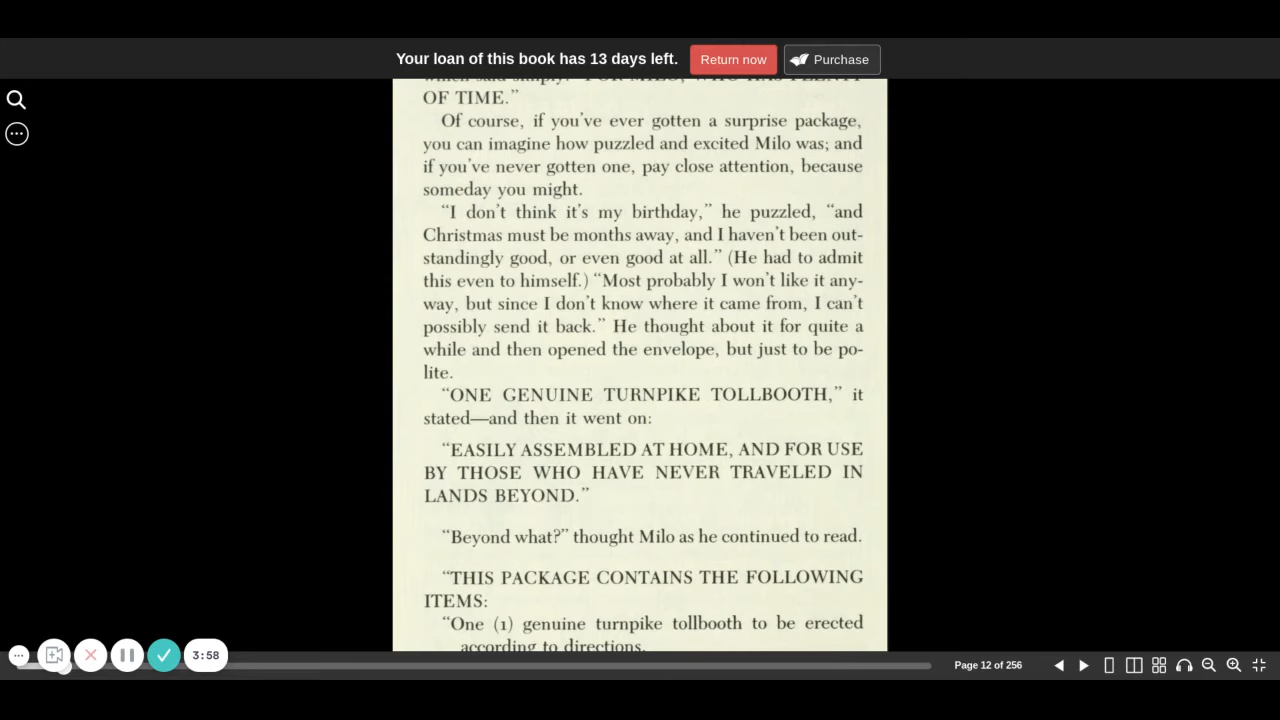 Your loan of this book has 13 days left.
Return now
Purchase
which said simply: "FOR MILO, WHO HAS PLENTY
OF TIME."
Of course, if you've ever gotten a surprise package,
you can imagine how puzzled and excited Milo was; and
if you've never gotten one, pay close attention, because
someday you might.
"I don't think it's my birthday," he puzzled, "and
Christmas must be months away, and I haven't been out-
standingly good, or even good at all." (He had to admit
this even to himself.) "Most probably I won't like it any-
way, but since I don't know where it came from, I can't
possibly send it back." He thought about it for quite a
while and then opened the envelope, but just to be po-
lite.
"ONE GENUINE TURNPIKE TOLLBOOTH," it
stated—and then it went on:
"EASILY ASSEMBLED AT HOME, AND FOR USE
BY THOSE WHO HAVE NEVER TRAVELED IN
LANDS BEYOND."
"Beyond what?" thought Milo as he continued to read.
"THIS PACKAGE CONTAINS THE FOLLOWING
ITEMS:
"One (1) genuine turnpike tollbooth to be erected
according to directions.
3:58
Page 12 of 256